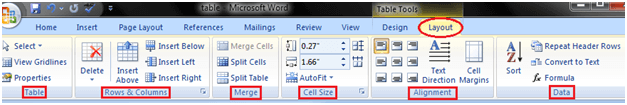 table - Microsoft Word
Table Tools
Home Insert Page Layout References Mailings Review View Design Layout
Select
View Gridlines
Properties
Table
Delete
Insert Above
Insert Below
Insert Left
Insert Right
Rows & Columns
Merge Cells
Split Cells
Split Table
Merge
0.27"
1.66"
AutoFit
Cell Size
Text Direction
Cell Margins
Alignment
A
Z
Sort
Repeat Header Rows
Convert to Text
fx Formula
Data